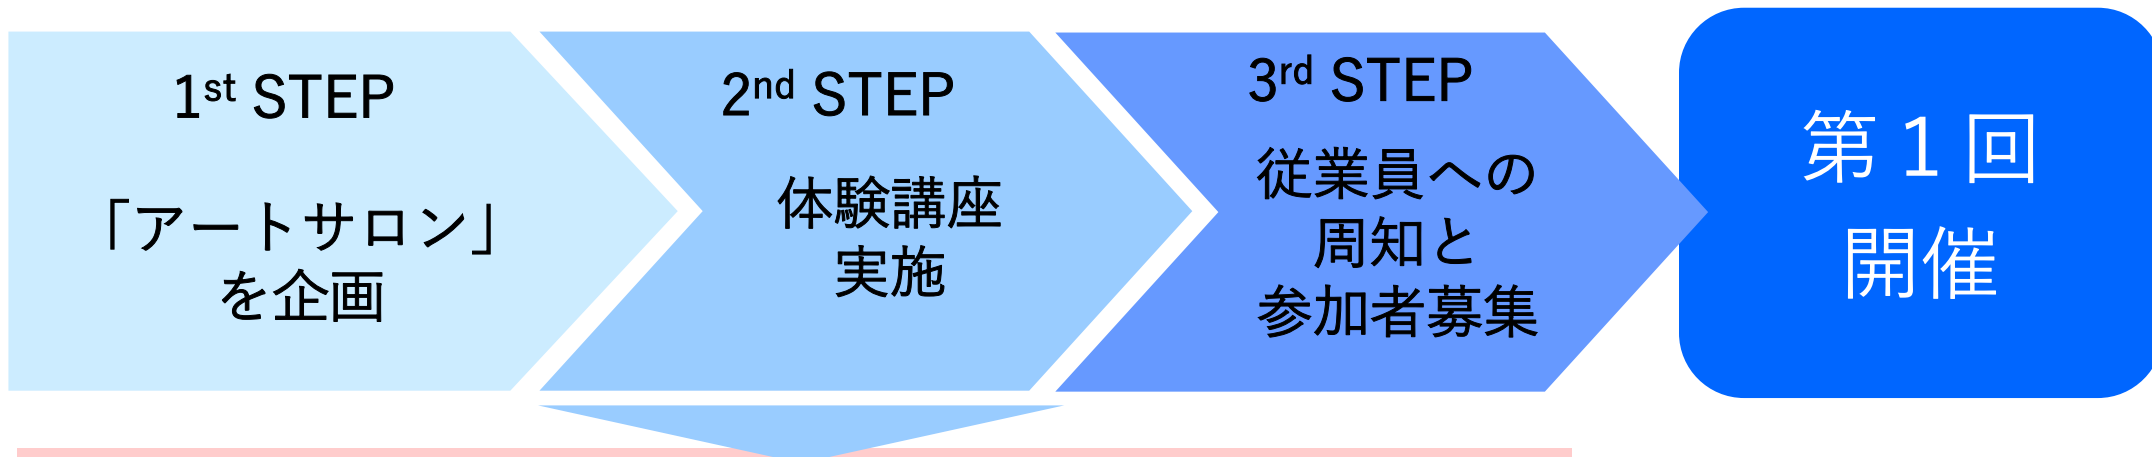 1st STEP
「アートサロン」
を企画
2nd STEP
体験講座
実施
3rd STEP
従業員への
周知と
参加者募集
第1回
開催